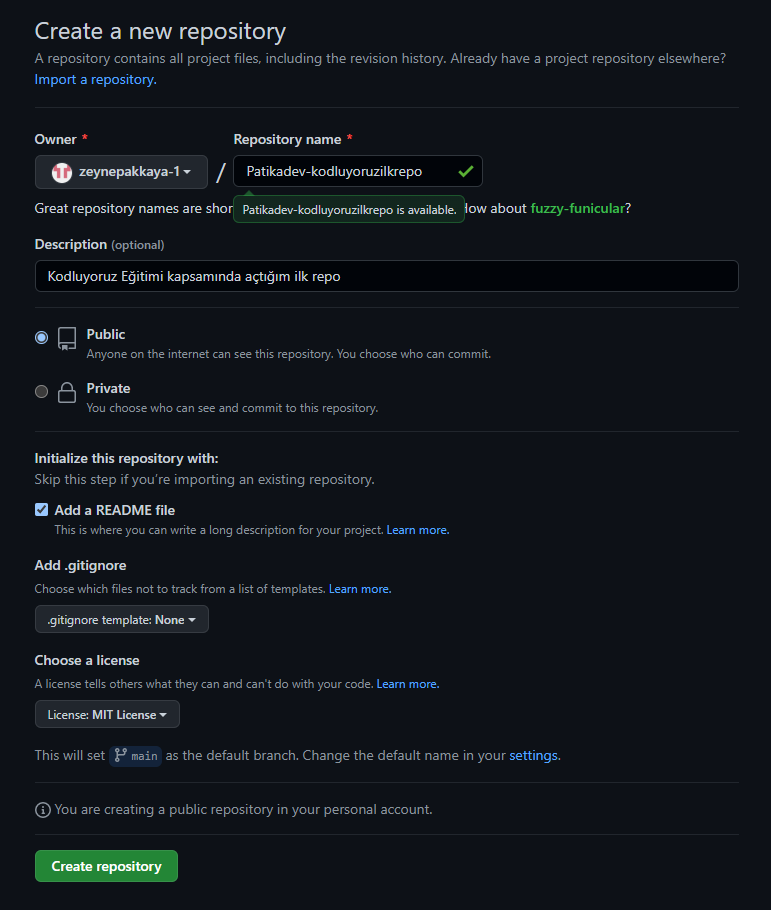 Create a new repository
A repository contains all project files, including the revision history. Already have a project repository elsewhere?
Import a repository.
Owner *
Repository name *
zeynepakkaya-1
/
Patikadev-kodluyoruzilkrepo
Great repository names are shor
Patikadev-kodluyoruzilkrepo is available.
How about fuzzy-funicular?
Description (optional)
Kodluyoruz Eğitimi kapsamında açtığım ilk repo
Public
Anyone on the internet can see this repository. You choose who can commit.
Private
You choose who can see and commit to this repository.
Initialize this repository with:
Skip this step if you're importing an existing repository.
Add a README file
This is where you can write a long description for your project. Learn more.
Add .gitignore
Choose which files not to track from a list of templates. Learn more.
.gitignore template: None
Choose a license
A license tells others what they can and can't do with your code. Learn more.
License: MIT License
This will set main as the default branch. Change the default name in your settings.
You are creating a public repository in your personal account.
Create repository